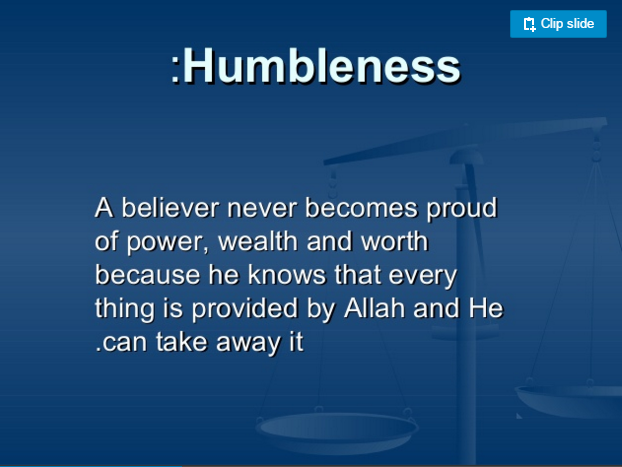 Clip slide
:Humbleness
A believer never becomes proud
of power, wealth and worth
because he knows that every
thing is provided by Allah and He
.can take away it